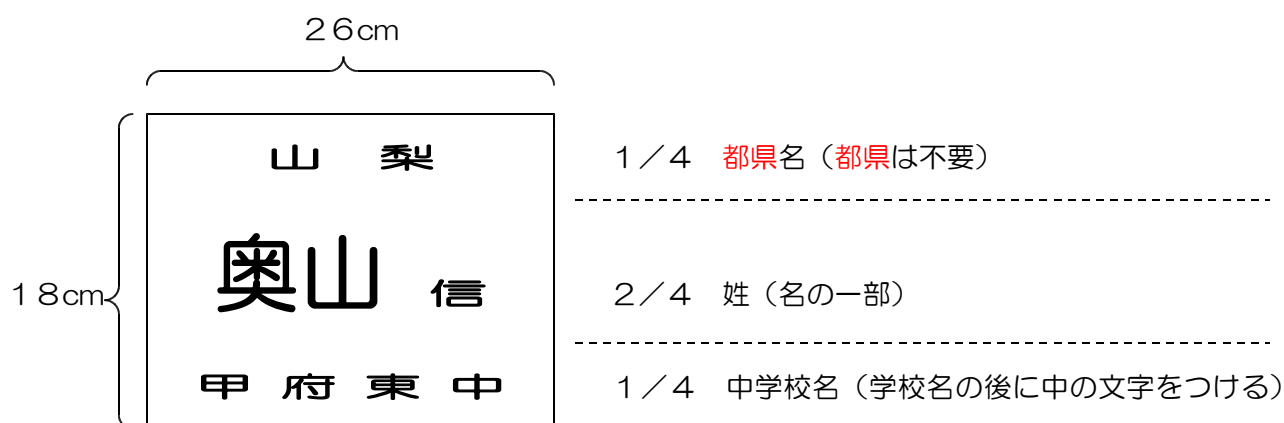 26cm
山 梨
1/4 都県名(都県は不要)
18cm
奥山 信
2/4 姓(名の一部)
甲 府 東 中
1/4 中学校名(学校名の後に中の文字をつける)